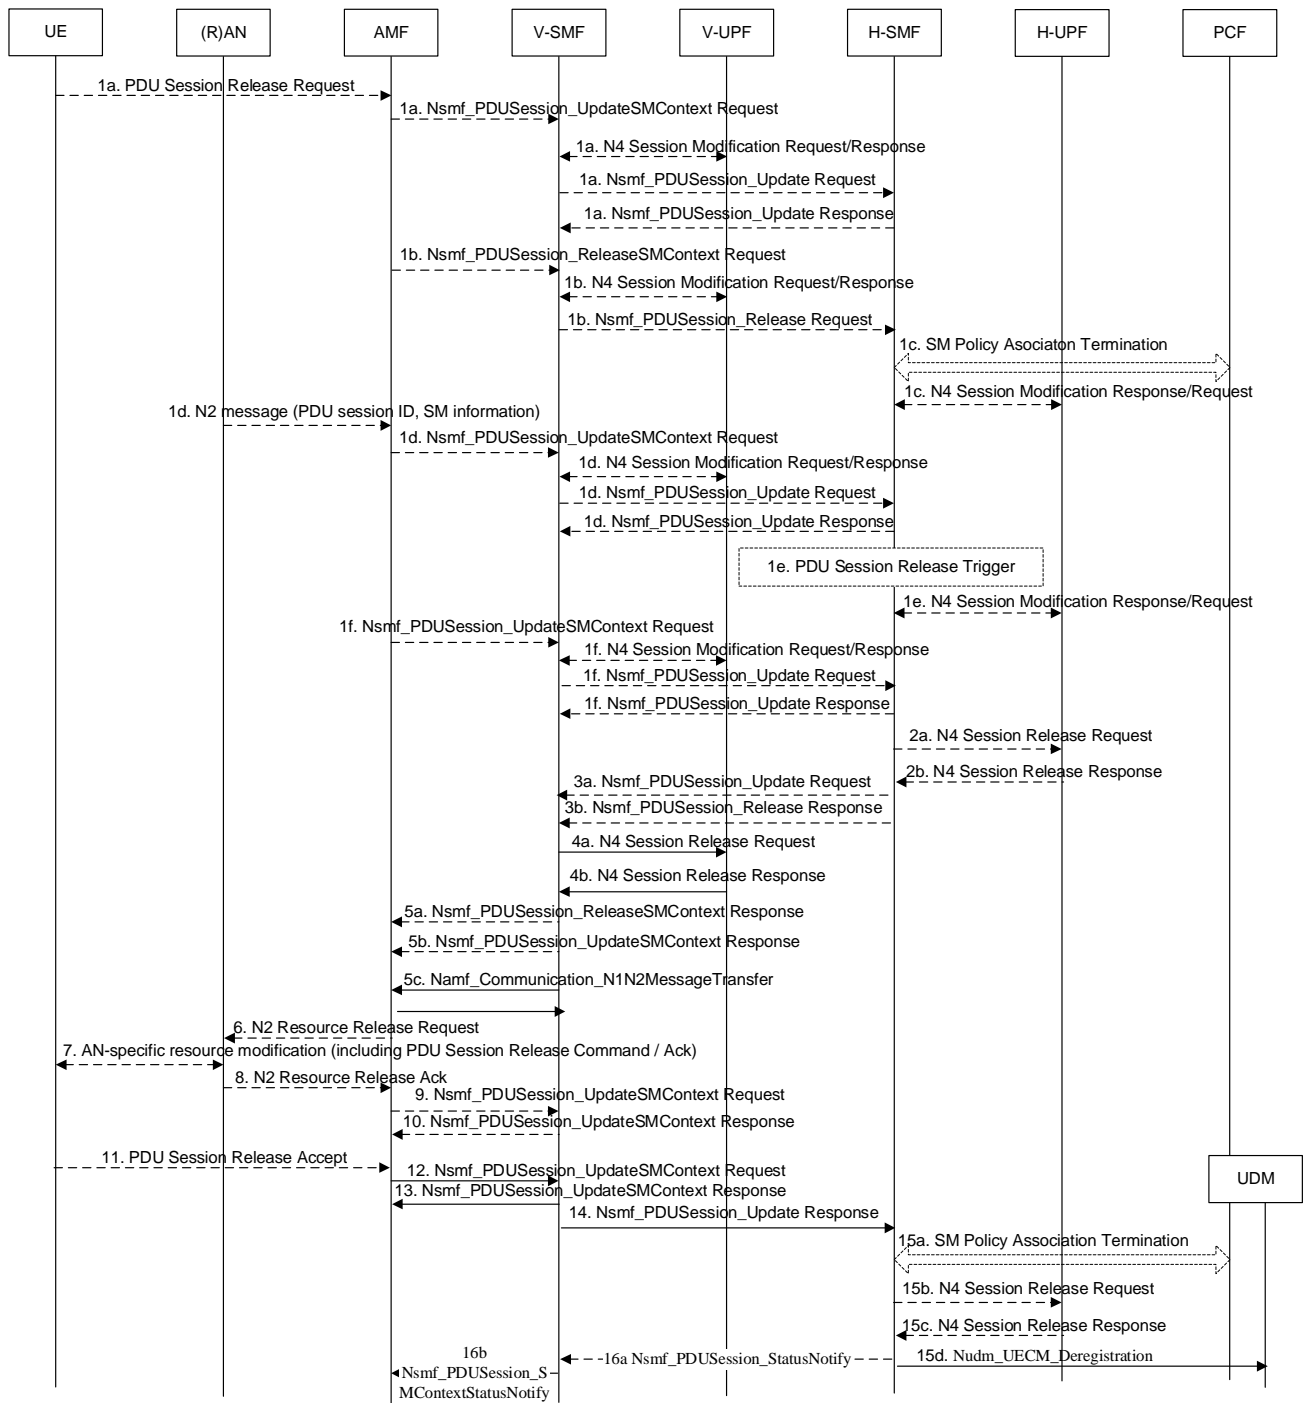 UE
(R)AN
AMF
V-SMF
V-UPF
H-SMF
H-UPF
PCF
1a. PDU Session Release Request
1a. Nsmf_PDUSession_UpdateSMContext Request
1a. N4 Session Modification Request/Response
1a. Nsmf_PDUSession_Update Request
1a. Nsmf_PDUSession_Update Response
1b. Nsmf_PDUSession_ReleaseSMContext Request
1b. N4 Session Modification Request/Response
1b. Nsmf_PDUSession_Release Request
1c. SM Policy Asociaton Termination
1c. N4 Session Modification Response/Request
1d. N2 message (PDU session ID, SM information)
1d. Nsmf_PDUSession_UpdateSMContext Request
1d. N4 Session Modification Request/Response
1d. Nsmf_PDUSession_Update Request
1d. Nsmf_PDUSession_Update Response
1e. PDU Session Release Trigger
1e. N4 Session Modification Response/Request
1f. Nsmf_PDUSession_UpdateSMContext Request
1f. N4 Session Modification Request/Response
1f. Nsmf_PDUSession_Update Request
1f. Nsmf_PDUSession_Update Response
2a. N4 Session Release Request
2b. N4 Session Release Response
3a. Nsmf_PDUSession_Update Request
3b. Nsmf_PDUSession_Release Response
4a. N4 Session Release Request
4b. N4 Session Release Response
5a. Nsmf_PDUSession_ReleaseSMContext Response
5b. Nsmf_PDUSession_UpdateSMContext Response
5c. Namf_Communication_N1N2MessageTransfer
6. N2 Resource Release Request
7. AN-specific resource modification (including PDU Session Release Command / Ack)
8. N2 Resource Release Ack
9. Nsmf_PDUSession_UpdateSMContext Request
10. Nsmf_PDUSession_UpdateSMContext Response
11. PDU Session Release Accept
12. Nsmf_PDUSession_UpdateSMContext Request
UDM
13. Nsmf_PDUSession_UpdateSMContext Response
14. Nsmf_PDUSession_Update Response
15a. SM Policy Association Termination
15b. N4 Session Release Request
15c. N4 Session Release Response
16a Nsmf_PDUSession_StatusNotify
15d. Nudm_UECM_Deregistration
16b
Nsmf_PDUSession_S
MContextStatusNotify